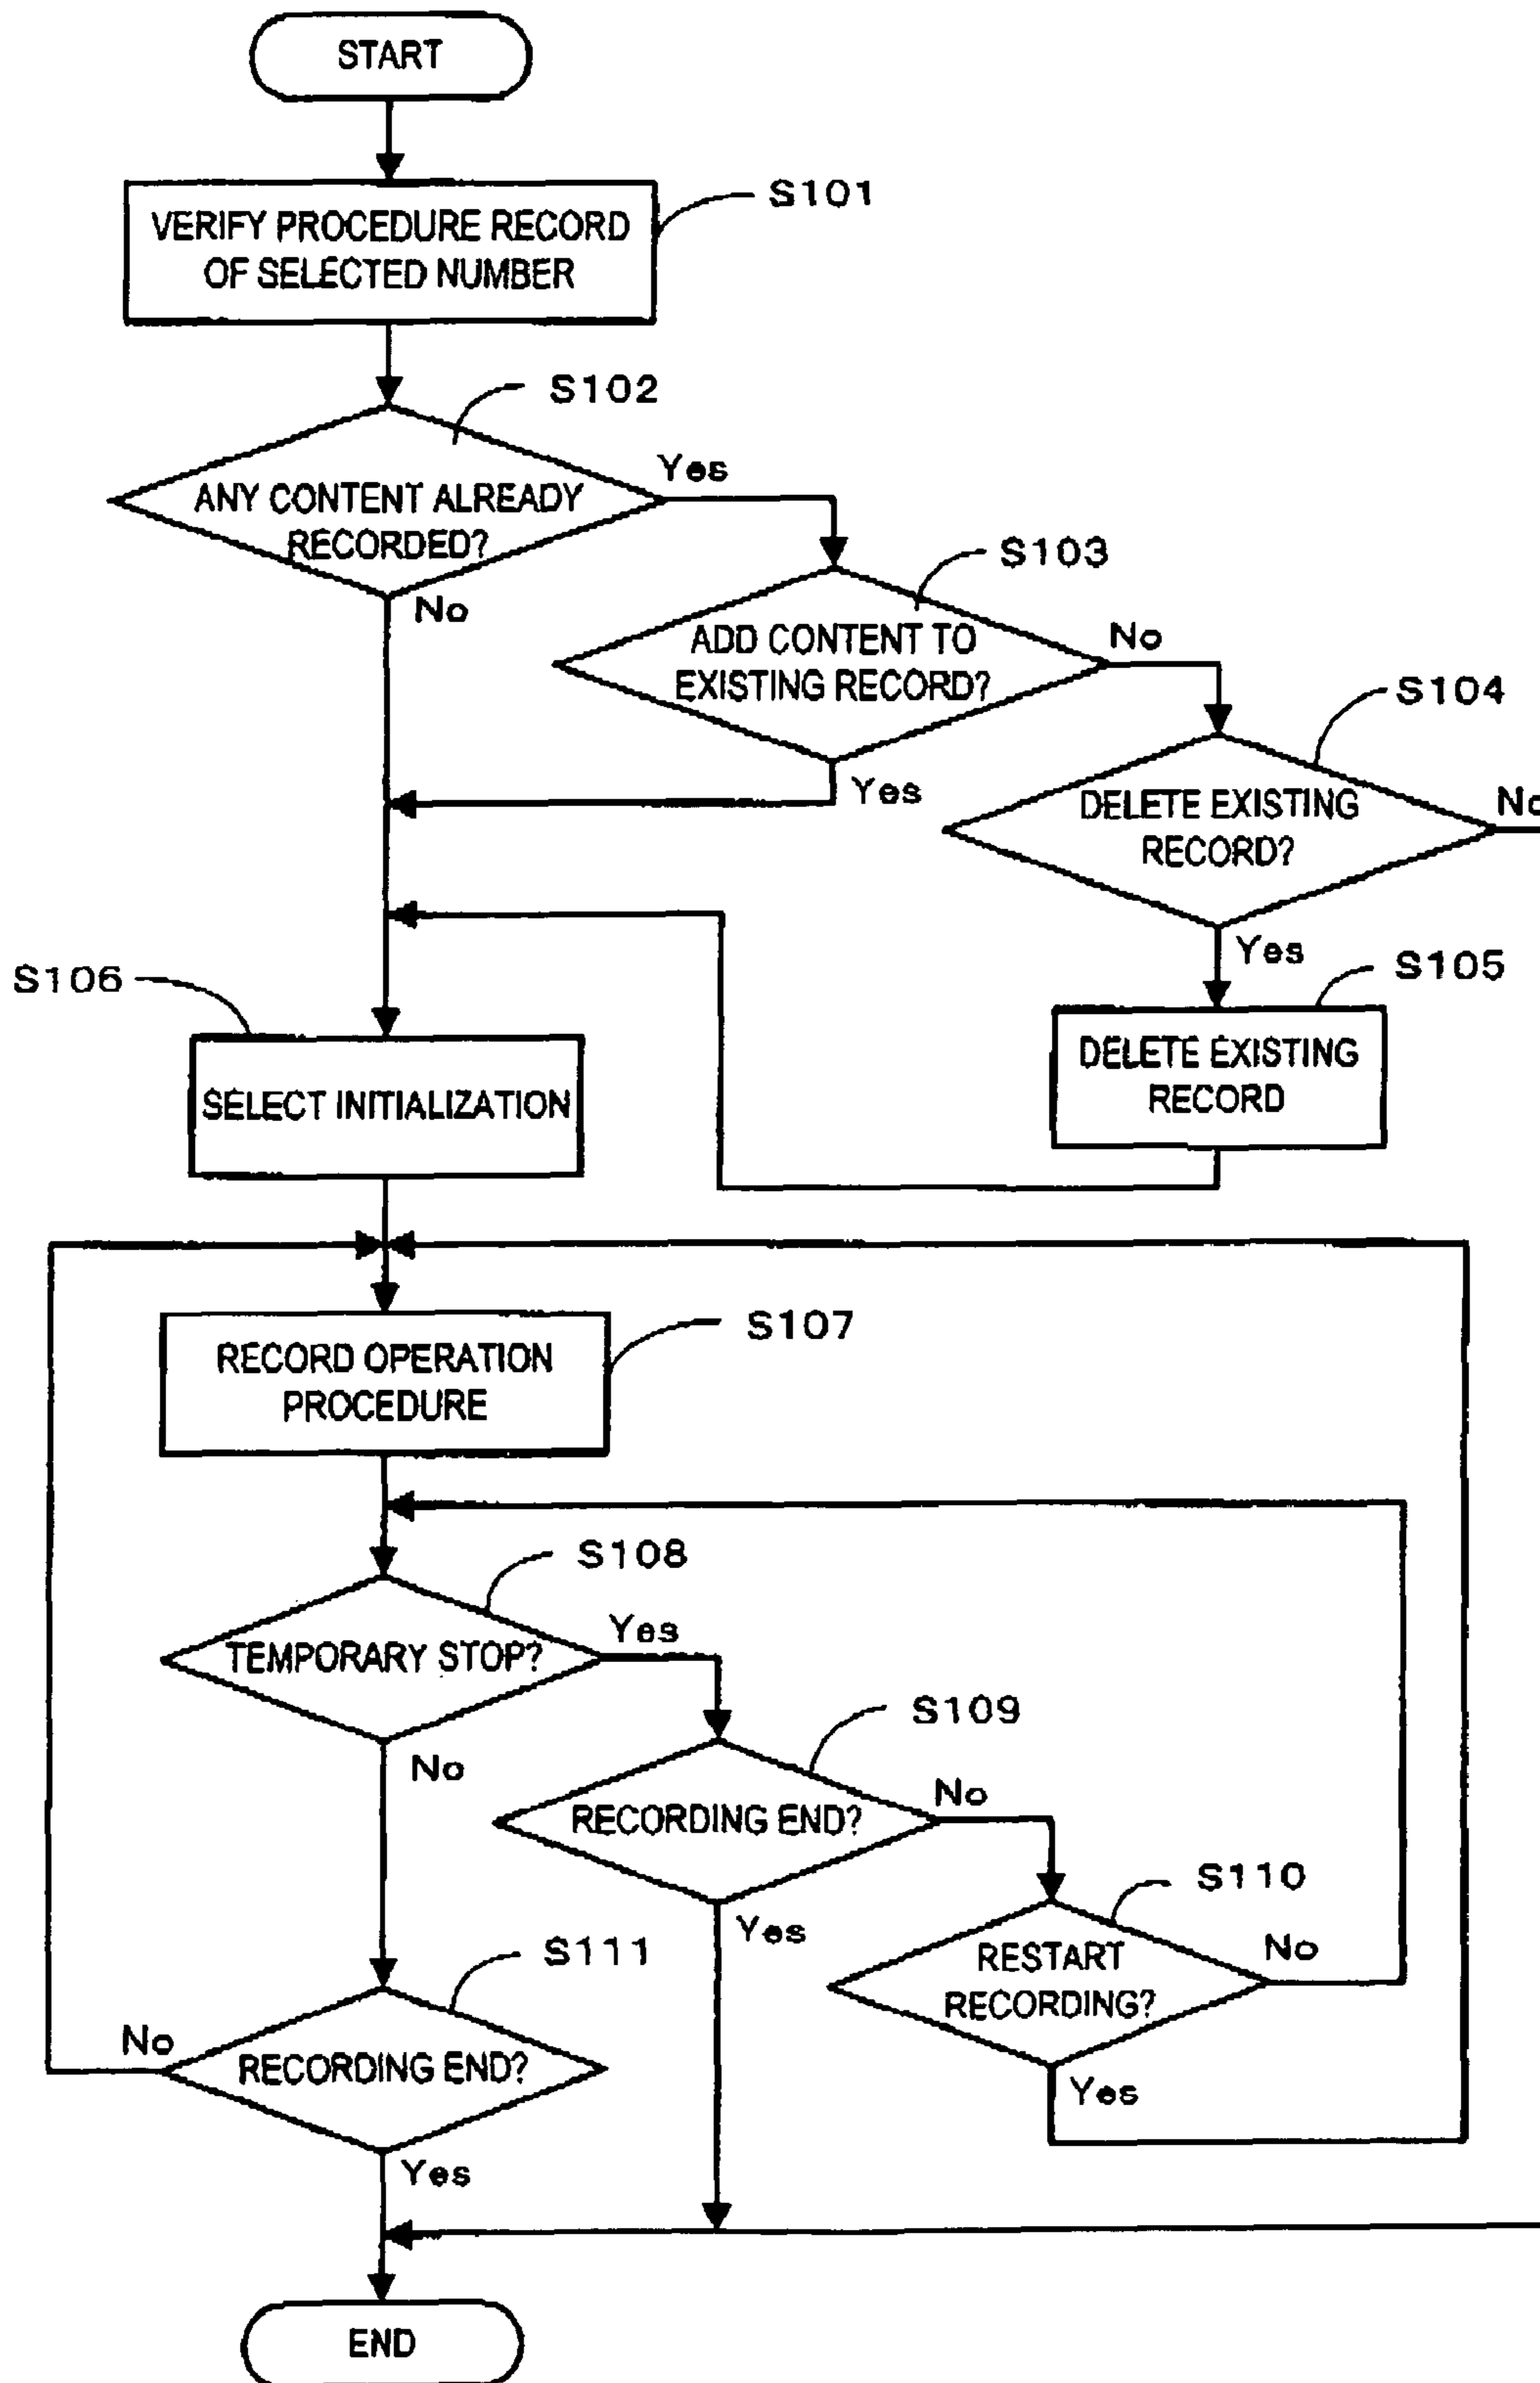 START
VERIFY PROCEDURE RECORD
OF SELECTED NUMBER
S101
S102
ANY CONTENT ALREADY
RECORDED?
Yes
No
S103
ADD CONTENT TO
EXISTING RECORD?
No
Yes
S104
DELETE EXISTING
RECORD?
No
Yes
S105
DELETE EXISTING
RECORD
S106
SELECT INITIALIZATION
S107
RECORD OPERATION
PROCEDURE
S108
TEMPORARY STOP?
Yes
No
S109
RECORDING END?
No
Yes
S110
RESTART
RECORDING?
No
Yes
S111
RECORDING END?
No
Yes
END